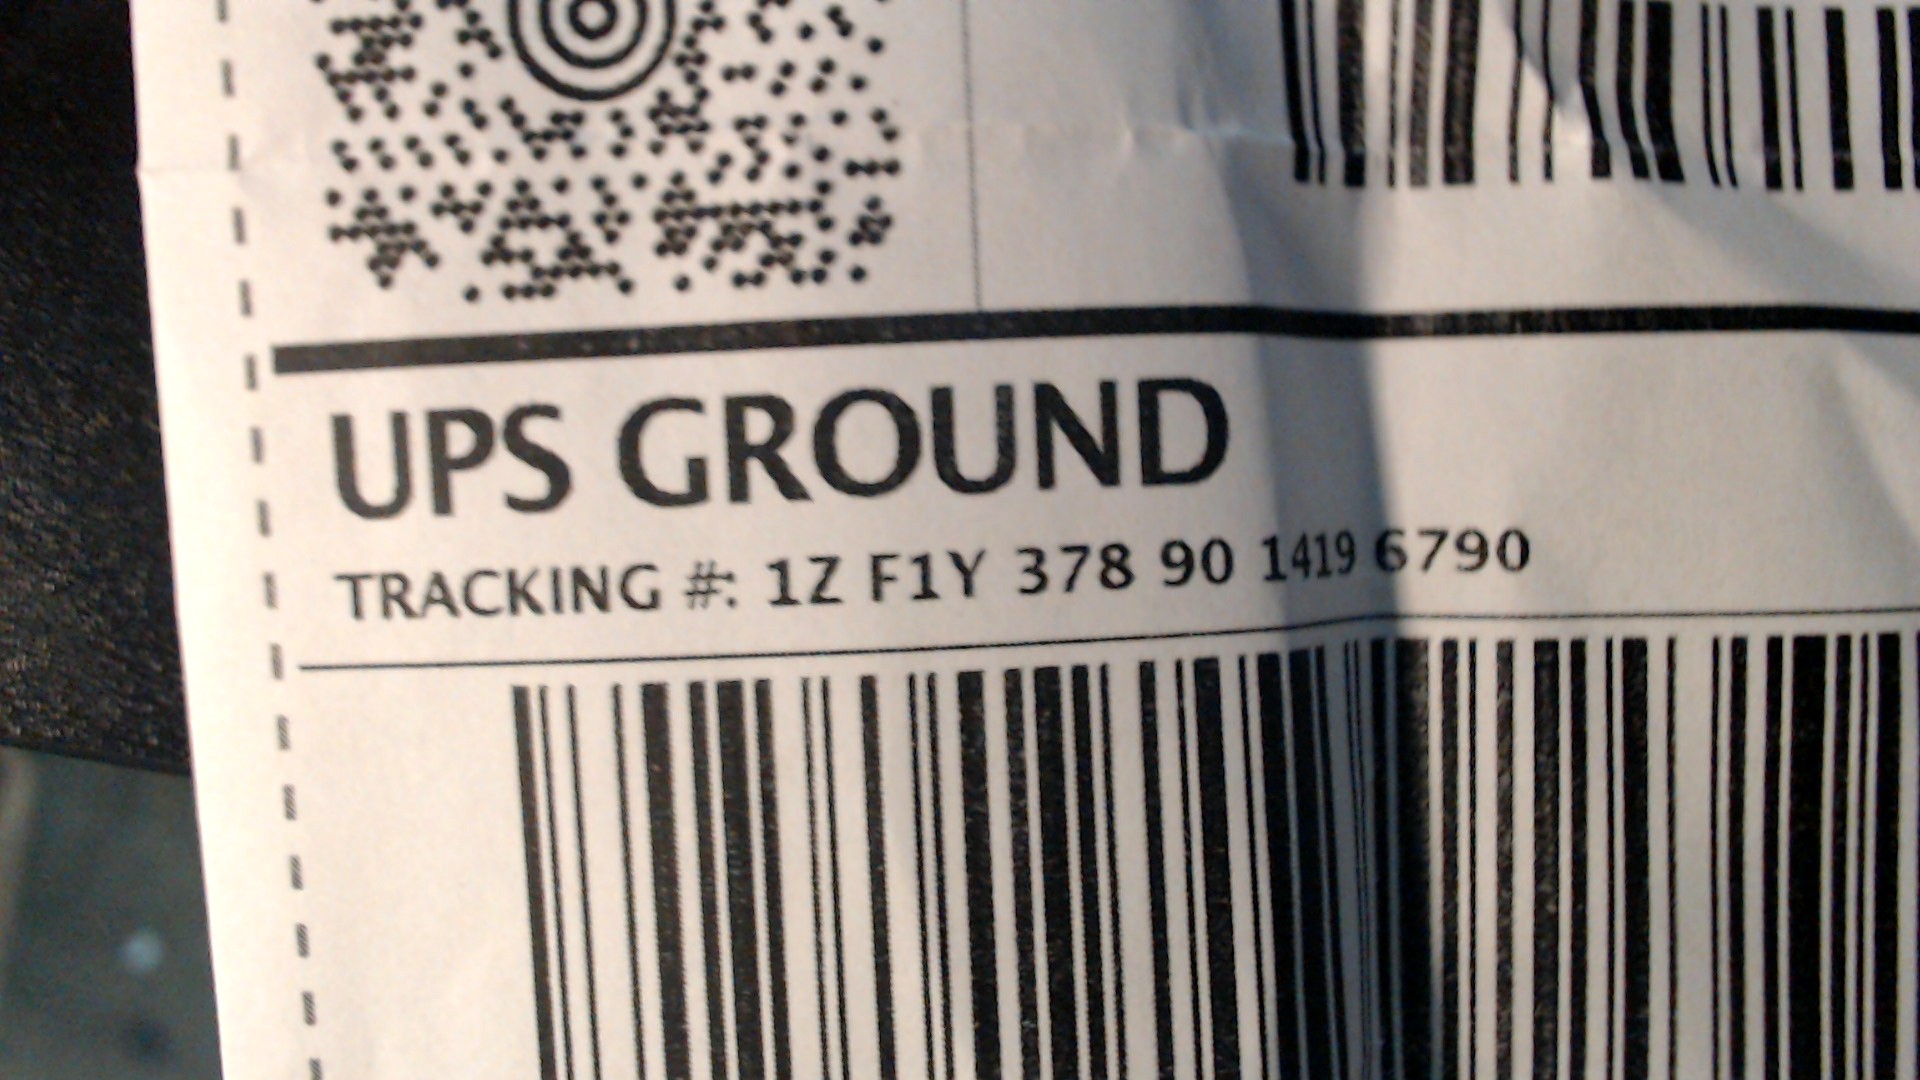 UPS GROUND
TRACKING #: 1Z F1Y 378 90 1419 6790